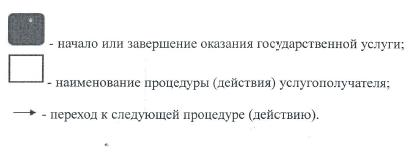 - начало или завершение оказания государственной услуги;
- наименование процедуры (действия) услугополучателя;
- переход к следующей процедуре (действию).